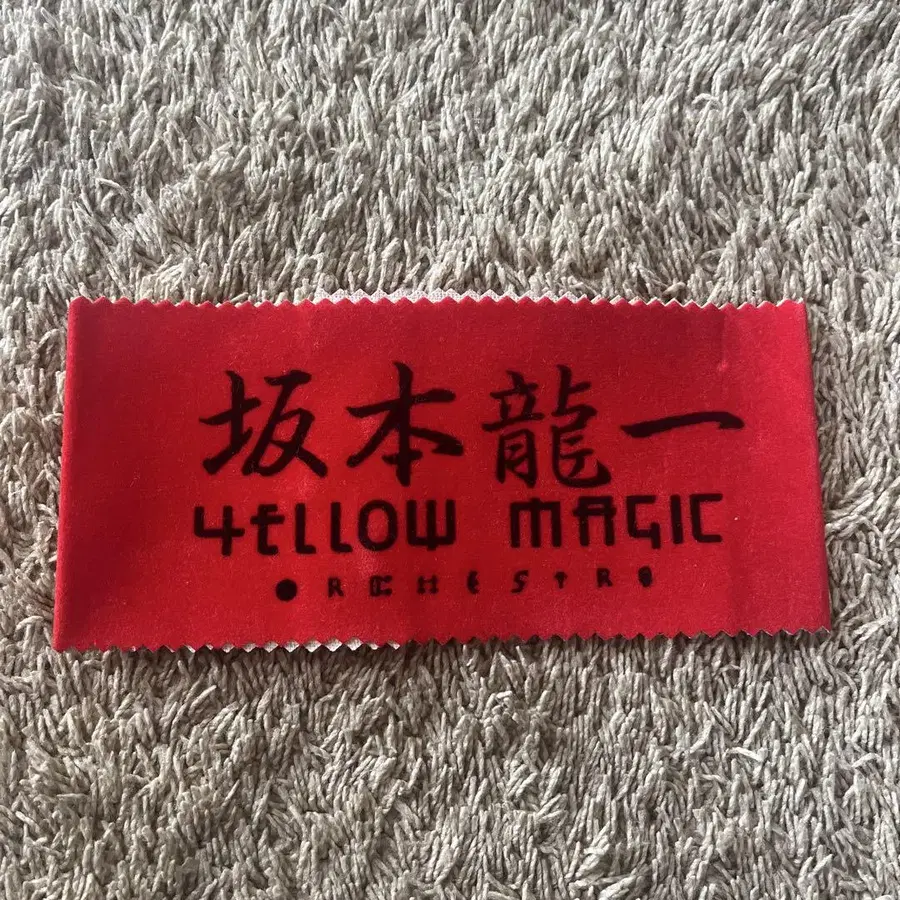 坂本龍一
YELLOW MAGIC
ORCHESTRA